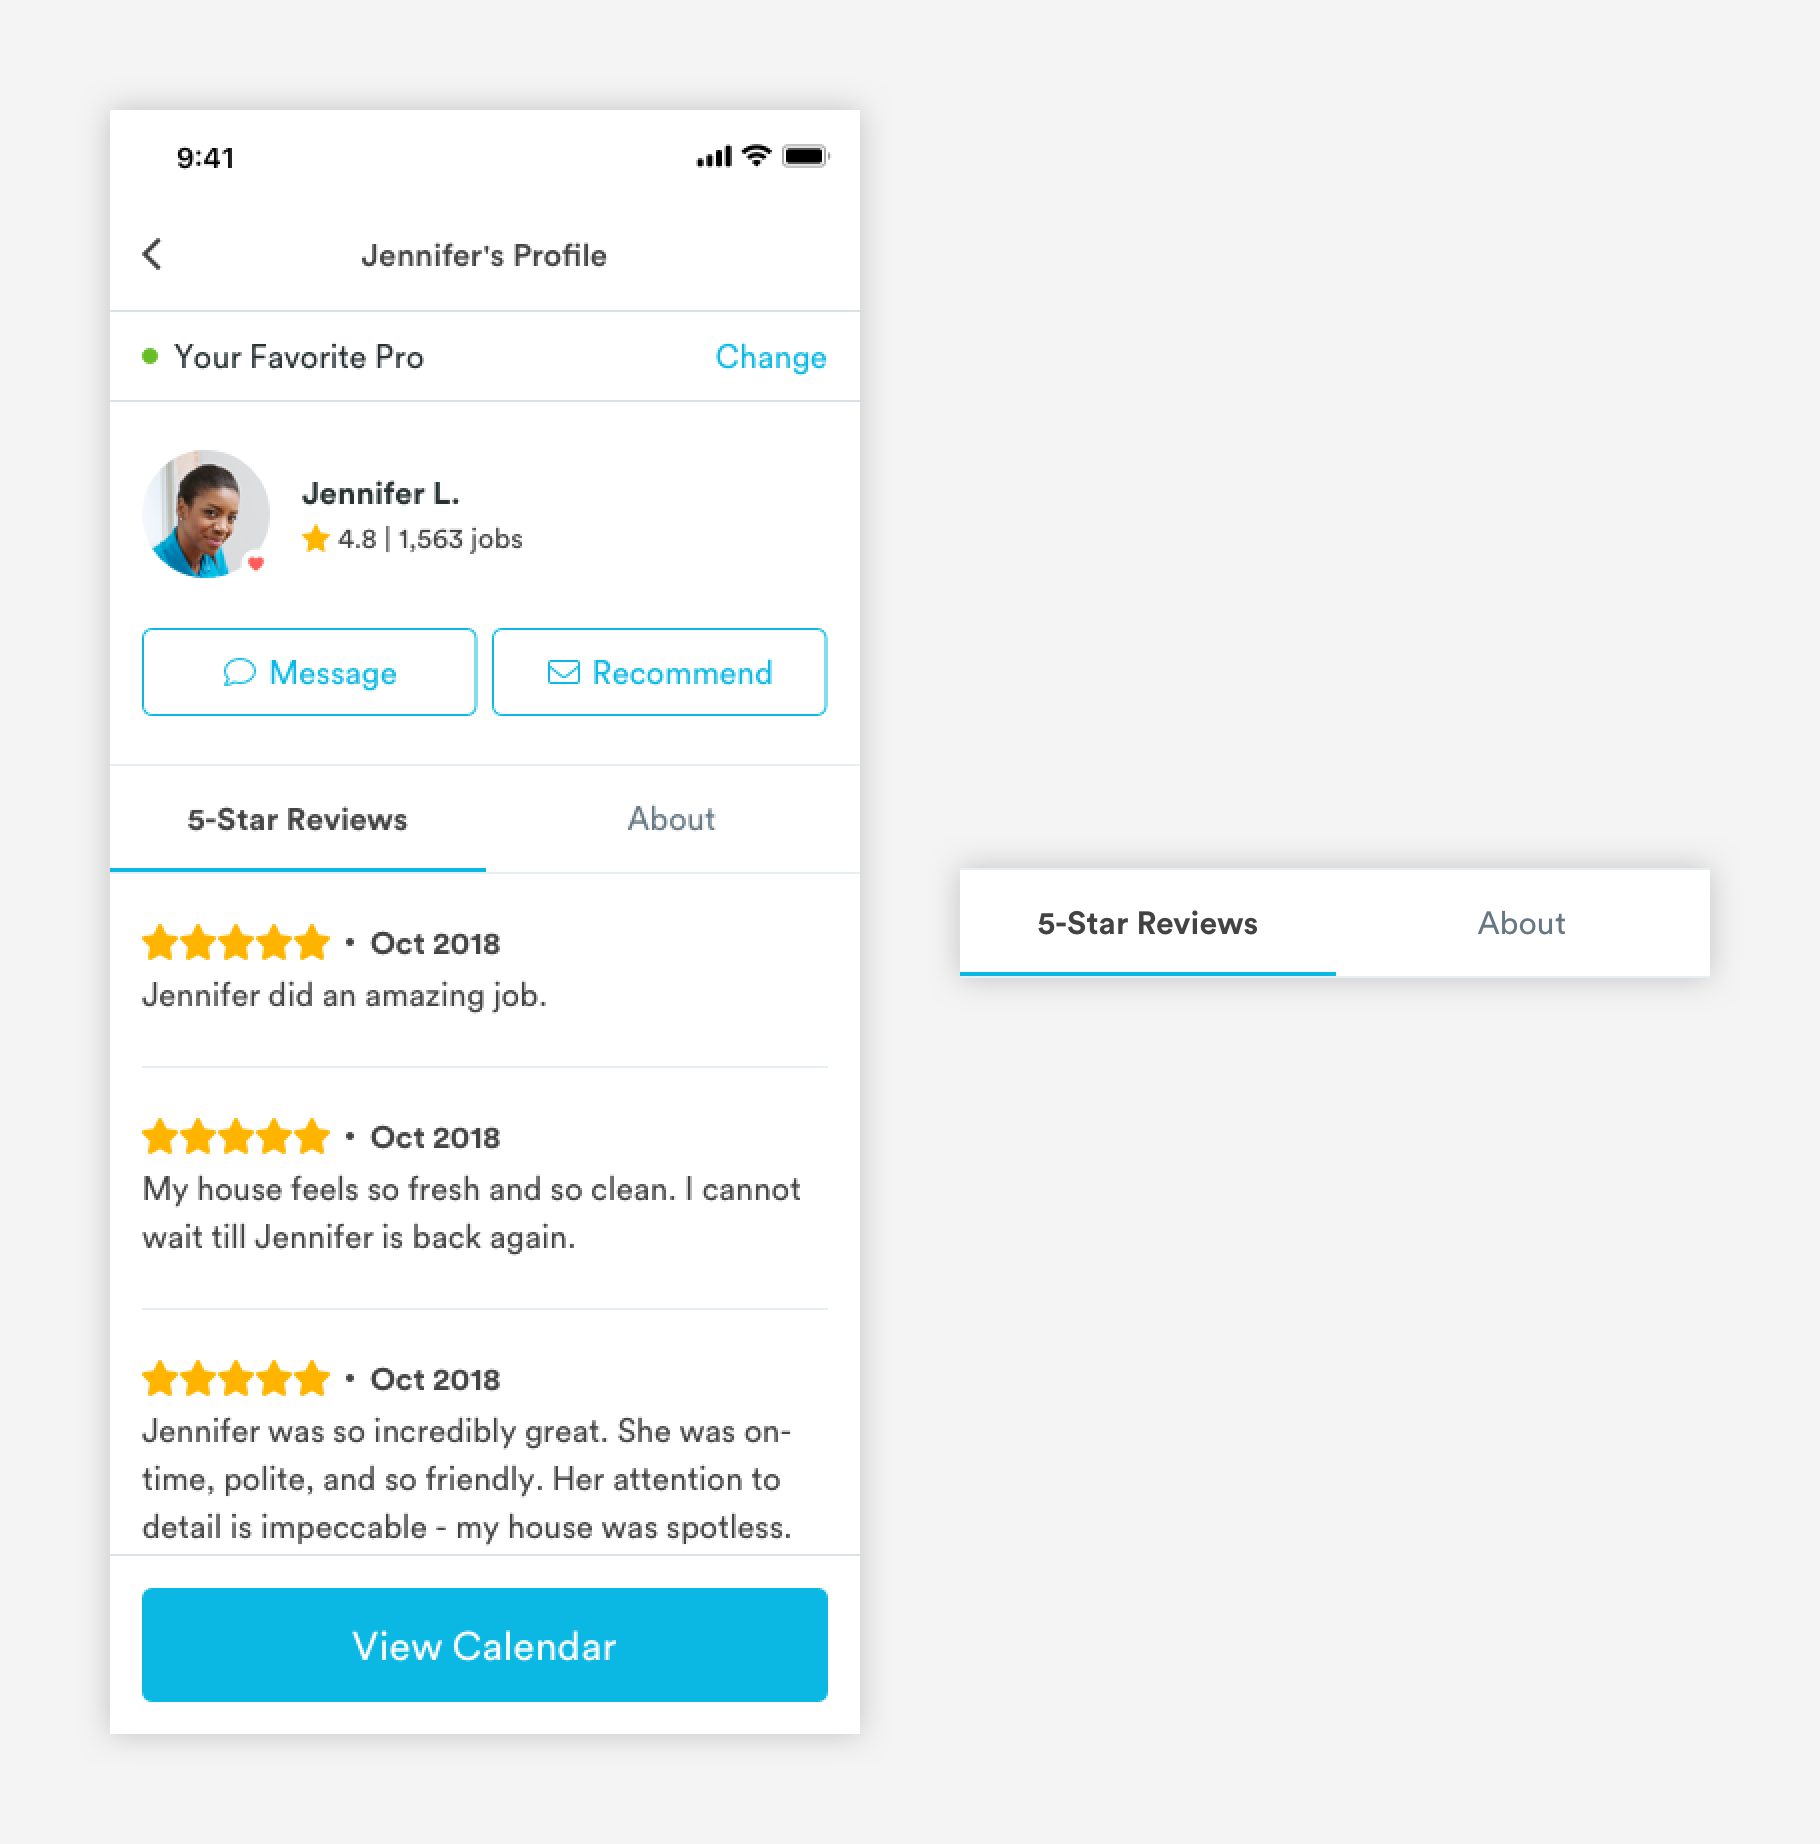 9:41
Jennifer's Profile
Your Favorite Pro
Change
Jennifer L.
4.8 | 1,563 jobs
Message
Recommend
5-Star Reviews
About
• Oct 2018
Jennifer did an amazing job.
• Oct 2018
My house feels so fresh and so clean. I cannot
wait till Jennifer is back again.
• Oct 2018
Jennifer was so incredibly great. She was on-
time, polite, and so friendly. Her attention to
detail is impeccable - my house was spotless.
View Calendar
5-Star Reviews
About